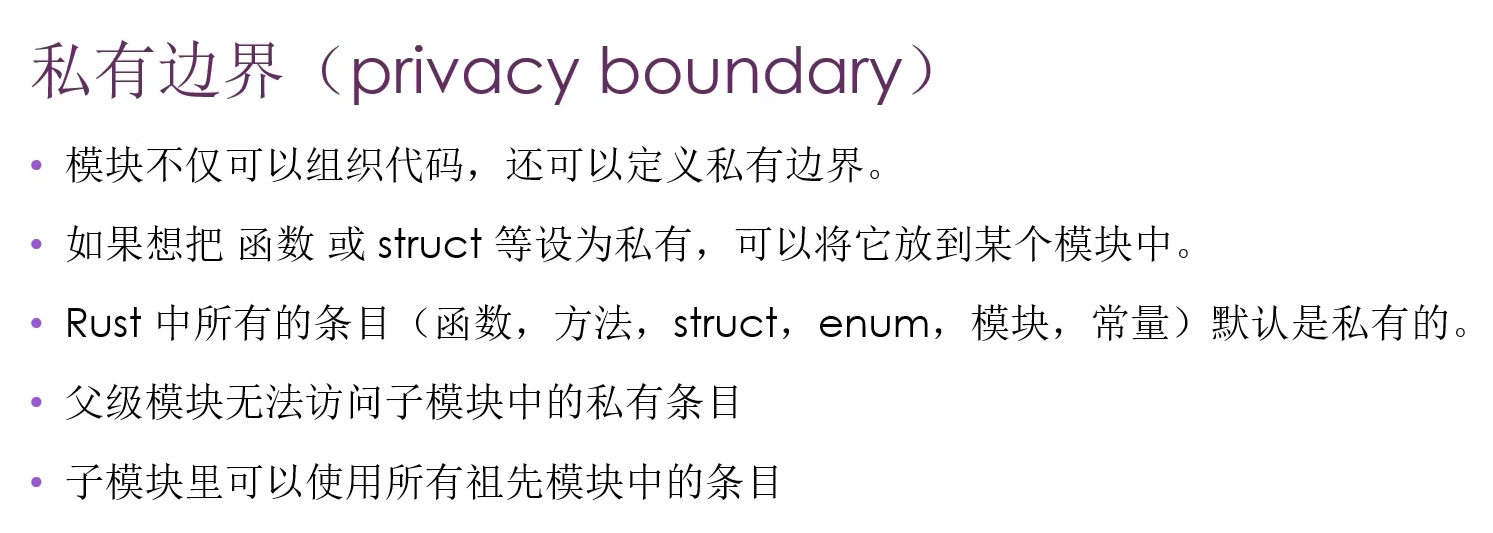 私有边界（privacy boundary）
• 模块不仅可以组织代码，还可以定义私有边界。
• 如果想把 函数 或 struct 等设为私有，可以将它放到某个模块中。
• Rust 中所有的条目（函数，方法，struct，enum，模块，常量）默认是私有的。
• 父级模块无法访问子模块中的私有条目
• 子模块里可以使用所有祖先模块中的条目